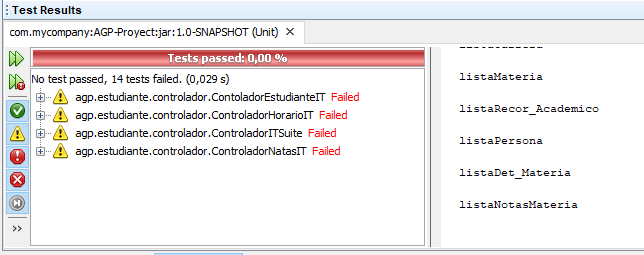 : Test Results
com.mycompany:AGP-Proyect:jar:1.0-SNAPSHOT (Unit) ×
Tests passed: 0,00 %
No test passed, 14 tests failed. (0,029 s)
agp.estudiante.controlador.ContoladorEstudianteIT Failed
agp.estudiante.controlador.ControladorHorarioIT Failed
agp.estudiante.controlador.ControladorITSuite Failed
agp.estudiante.controlador.ControladorNatasIT Failed
listaMateria
listaRecor_Academico
listaPersona
listaDet_Materia
listaNotasMateria